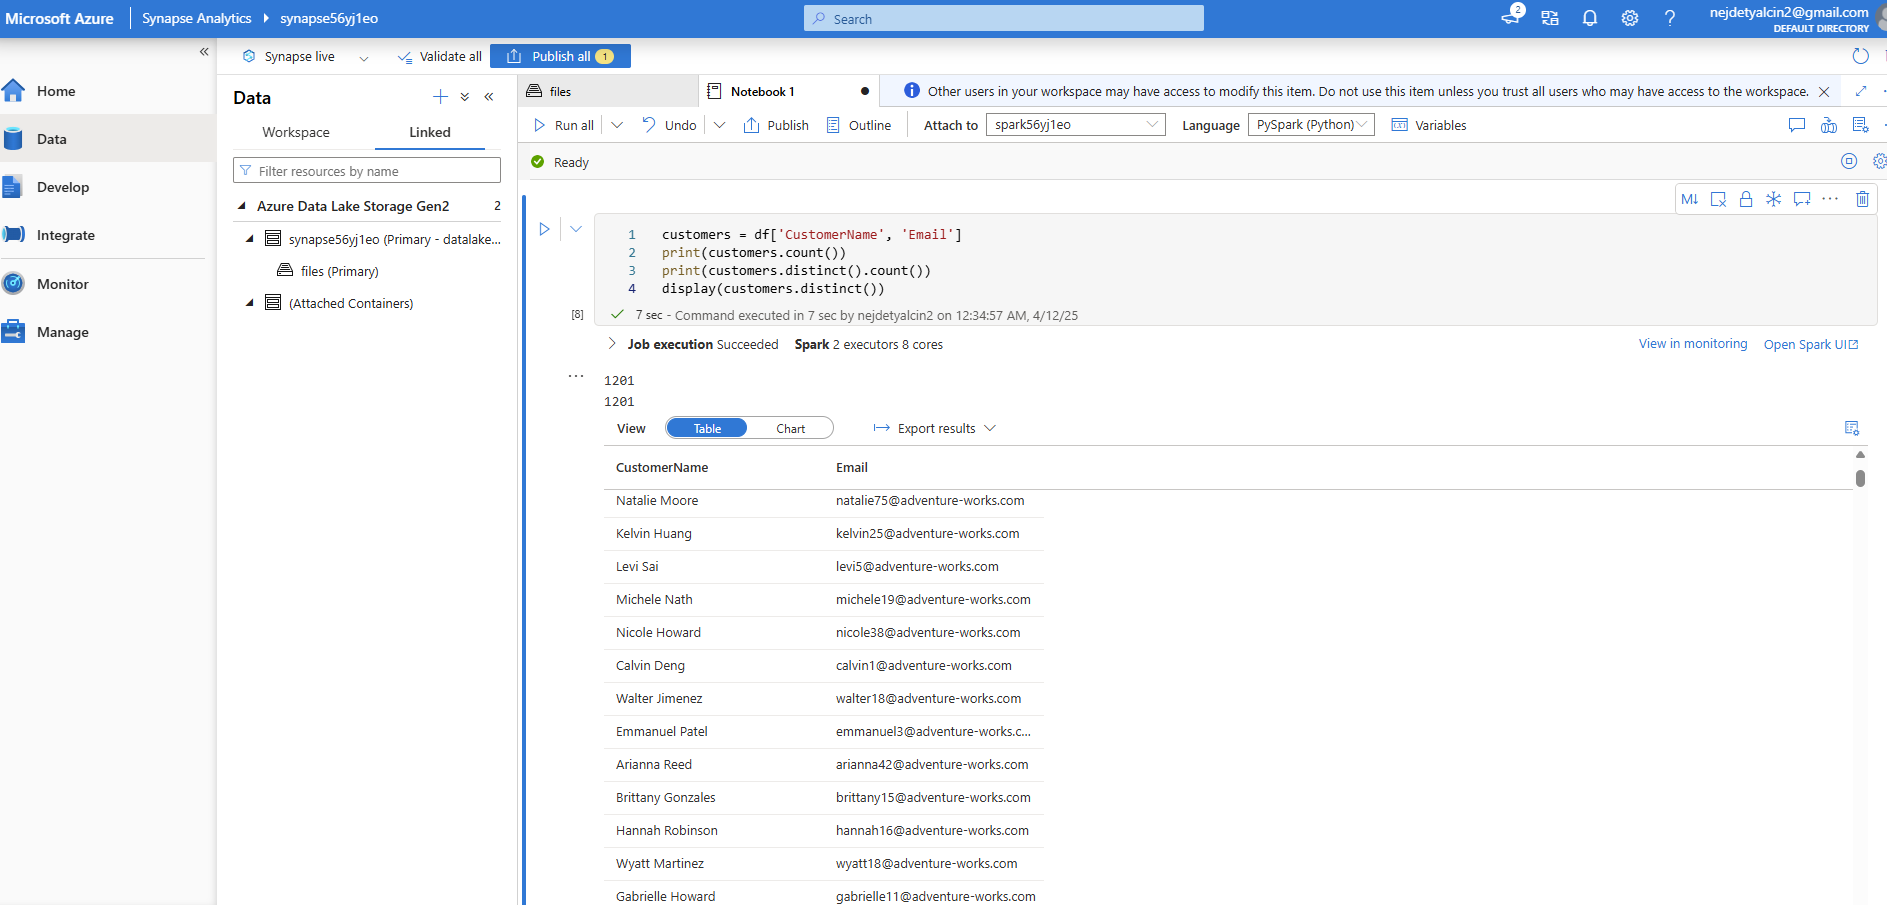 Microsoft Azure Synapse Analytics synapse56yj1eo Search 2 nejdetyalcin2@gmail.com
DEFAULT DIRECTORY
Synapse live Validate all Publish all 1
Home
Data
Develop
Integrate
Monitor
Manage
Data
Workspace Linked
Filter resources by name
Azure Data Lake Storage Gen2 2
synapse56yj1eo (Primary - datalake...
files (Primary)
(Attached Containers)
files Notebook 1 Other users in your workspace may have access to modify this item. Do not use this item unless you trust all users who may have access to the workspace.
Run all Undo Publish Outline Attach to spark56yj1eo Language PySpark (Python) Variables
Ready
M↓
1 customers = df['CustomerName', 'Email']
2 print(customers.count())
3 print(customers.distinct().count())
4 display(customers.distinct())
[8] 7 sec - Command executed in 7 sec by nejdetyalcin2 on 12:34:57 AM, 4/12/25
Job execution Succeeded Spark 2 executors 8 cores View in monitoring Open Spark UI
1201
1201
View Table Chart Export results
CustomerName Email
Natalie Moore natalie75@adventure-works.com
Kelvin Huang kelvin25@adventure-works.com
Levi Sai levi5@adventure-works.com
Michele Nath michele19@adventure-works.com
Nicole Howard nicole38@adventure-works.com
Calvin Deng calvin1@adventure-works.com
Walter Jimenez walter18@adventure-works.com
Emmanuel Patel emmanuel3@adventure-works.c...
Arianna Reed arianna42@adventure-works.com
Brittany Gonzales brittany15@adventure-works.com
Hannah Robinson hannah16@adventure-works.com
Wyatt Martinez wyatt18@adventure-works.com
Gabrielle Howard gabrielle11@adventure-works.com